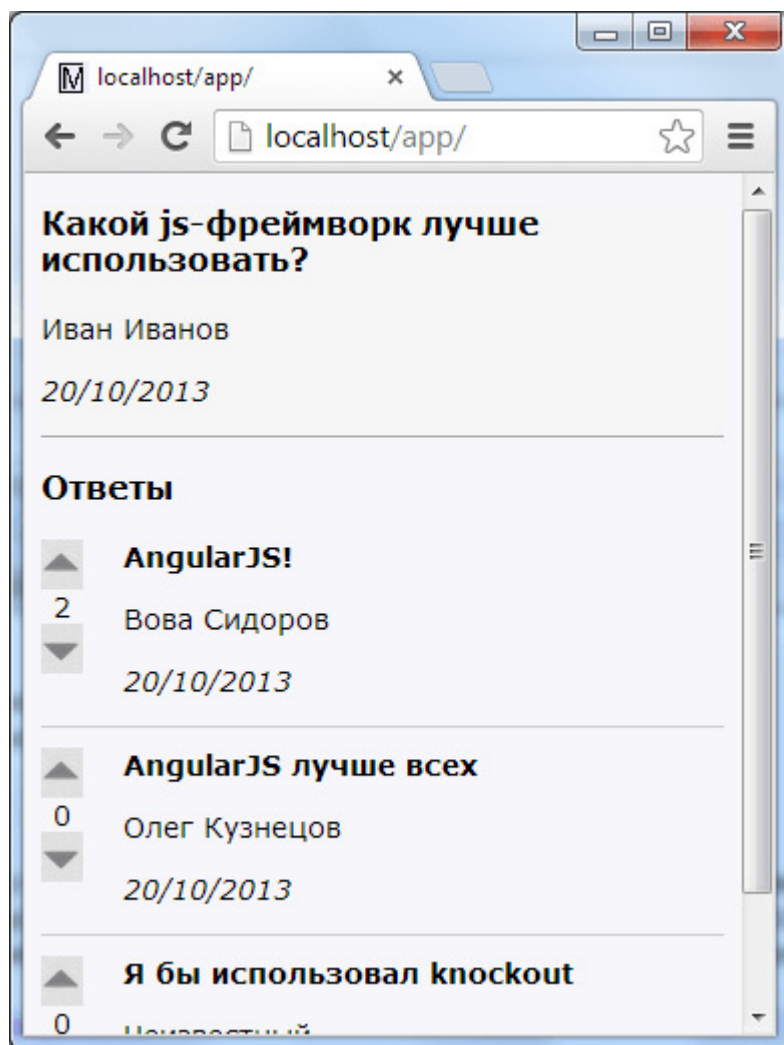 localhost/app/
localhost/app/
Какой js-фреймворк лучше
использовать?
Иван Иванов
20/10/2013
Ответы
AngularJS!
2
Вова Сидоров
20/10/2013
AngularJS лучше всех
0
Олег Кузнецов
20/10/2013
Я бы использовал knockout
0
Неизвестный